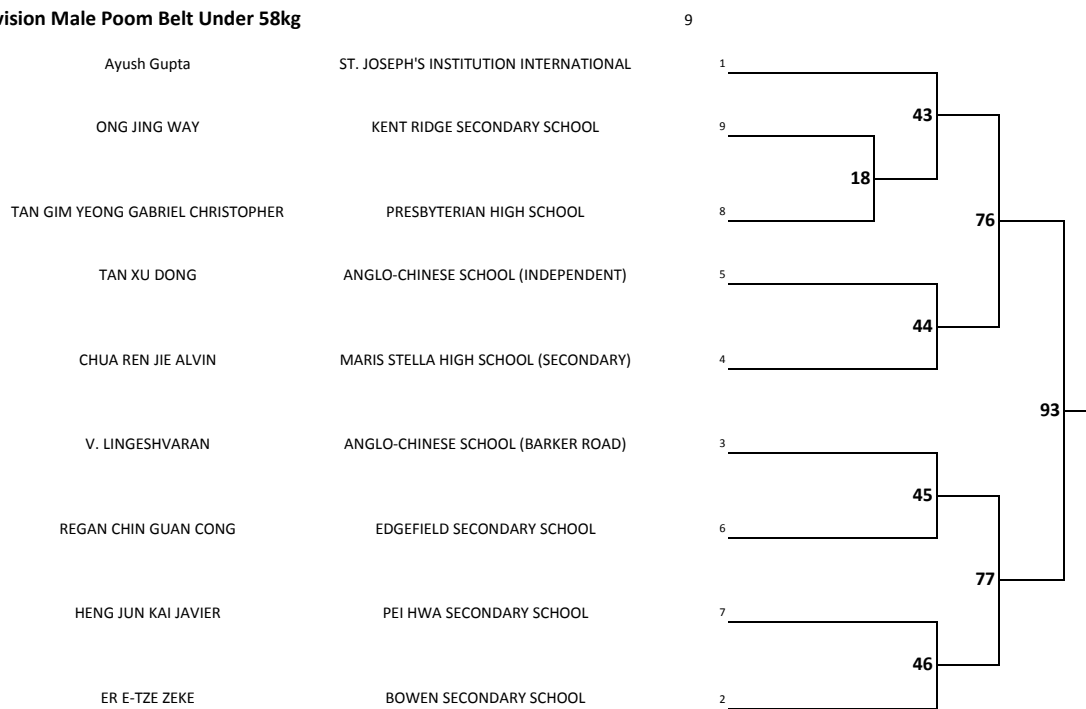 vision Male Poom Belt Under 58kg 9
Ayush Gupta ST. JOSEPH'S INSTITUTION INTERNATIONAL 1
43
ONG JING WAY KENT RIDGE SECONDARY SCHOOL 9
18
TAN GIM YEONG GABRIEL CHRISTOPHER PRESBYTERIAN HIGH SCHOOL 8
76
TAN XU DONG ANGLO-CHINESE SCHOOL (INDEPENDENT) 5
44
CHUA REN JIE ALVIN MARIS STELLA HIGH SCHOOL (SECONDARY) 4
93
V. LINGESHVARAN ANGLO-CHINESE SCHOOL (BARKER ROAD) 3
45
REGAN CHIN GUAN CONG EDGEFIELD SECONDARY SCHOOL 6
77
HENG JUN KAI JAVIER PEI HWA SECONDARY SCHOOL 7
46
ER E-TZE ZEKE BOWEN SECONDARY SCHOOL 2